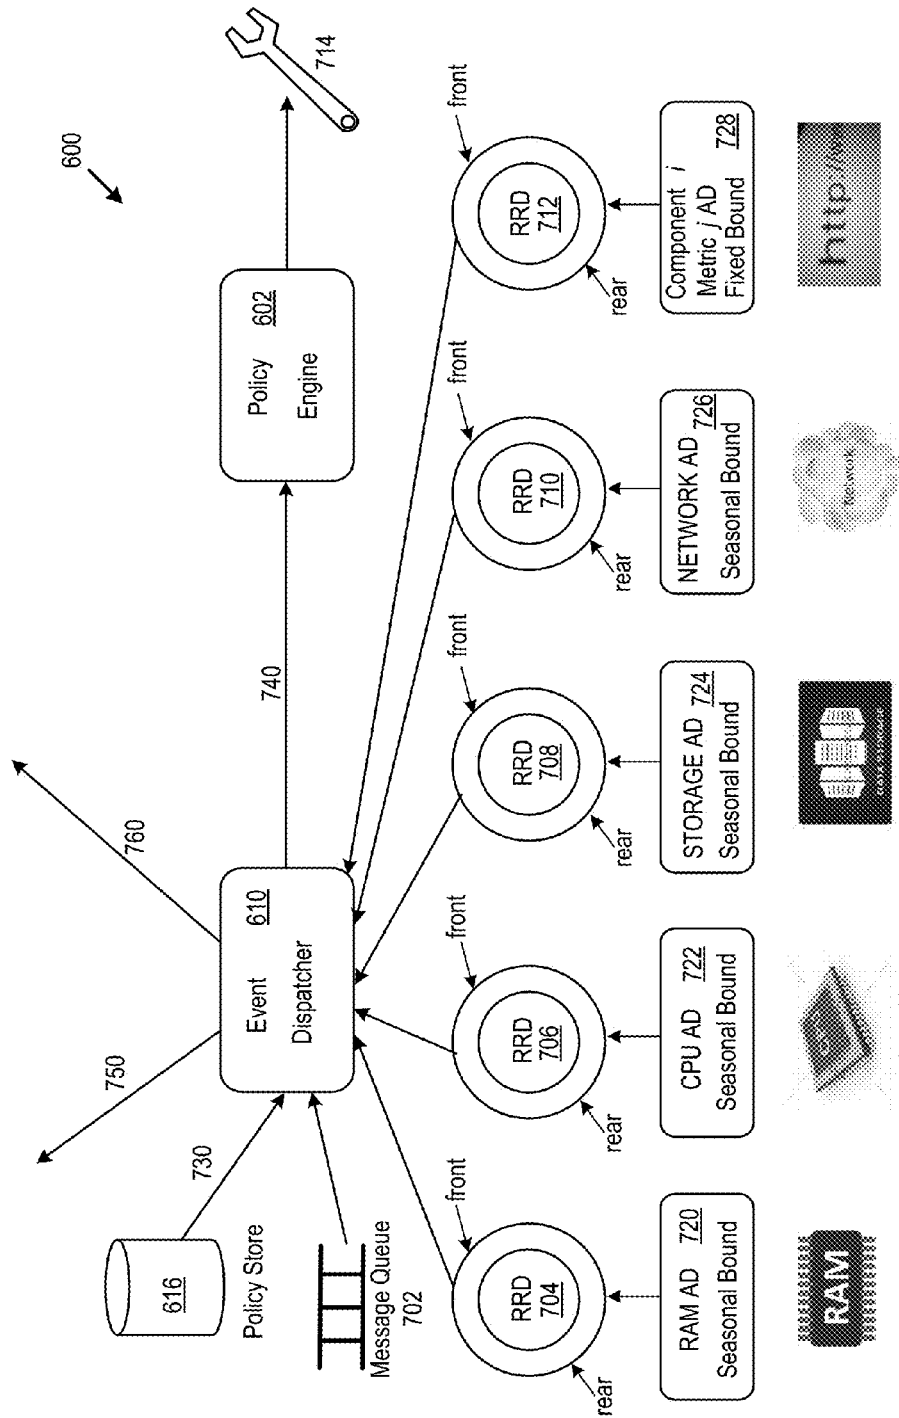 600
714
Policy 602
Engine
740
760
750
Event 610
Dispatcher
730
616
Policy Store
Message Queue
702
front
RRD
704
rear
front
RRD
706
rear
front
RRD
708
rear
front
RRD
710
rear
front
RRD
712
rear
RAM AD 720
Seasonal Bound
CPU AD 722
Seasonal Bound
STORAGE AD 724
Seasonal Bound
NETWORK AD 726
Seasonal Bound
Component i
Metric j AD 728
Fixed Bound
RAM
Network